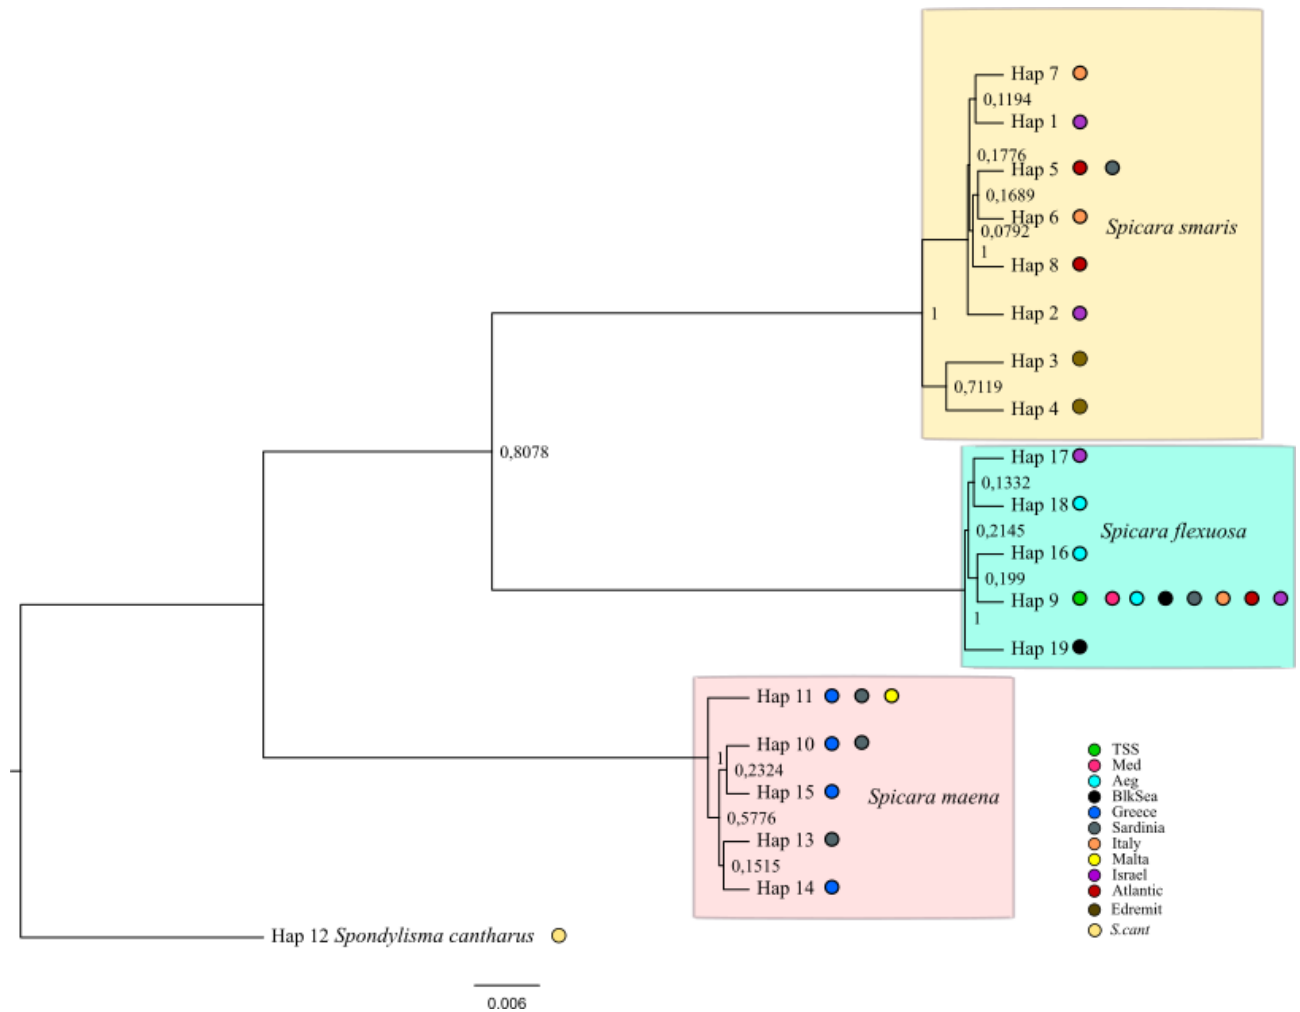 Hap 7
0,1194
Hap 1
0,1776
Hap 5
0,1689
Hap 6
Spicara smaris
0,0792
1
Hap 8
Hap 2
1
Hap 3
0,7119
Hap 4
0,8078
Hap 17
0,1332
Hap 18
0,2145
Spicara flexuosa
Hap 16
0,199
Hap 9
1
Hap 19
Hap 11
Hap 10
1
0,2324
Hap 15
Spicara maena
0,5776
Hap 13
0,1515
Hap 14
Hap 12 Spondylisma cantharus
TSS
Med
Aeg
BlkSea
Greece
Sardinia
Italy
Malta
Israel
Atlantic
Edremit
S.cant
0.006